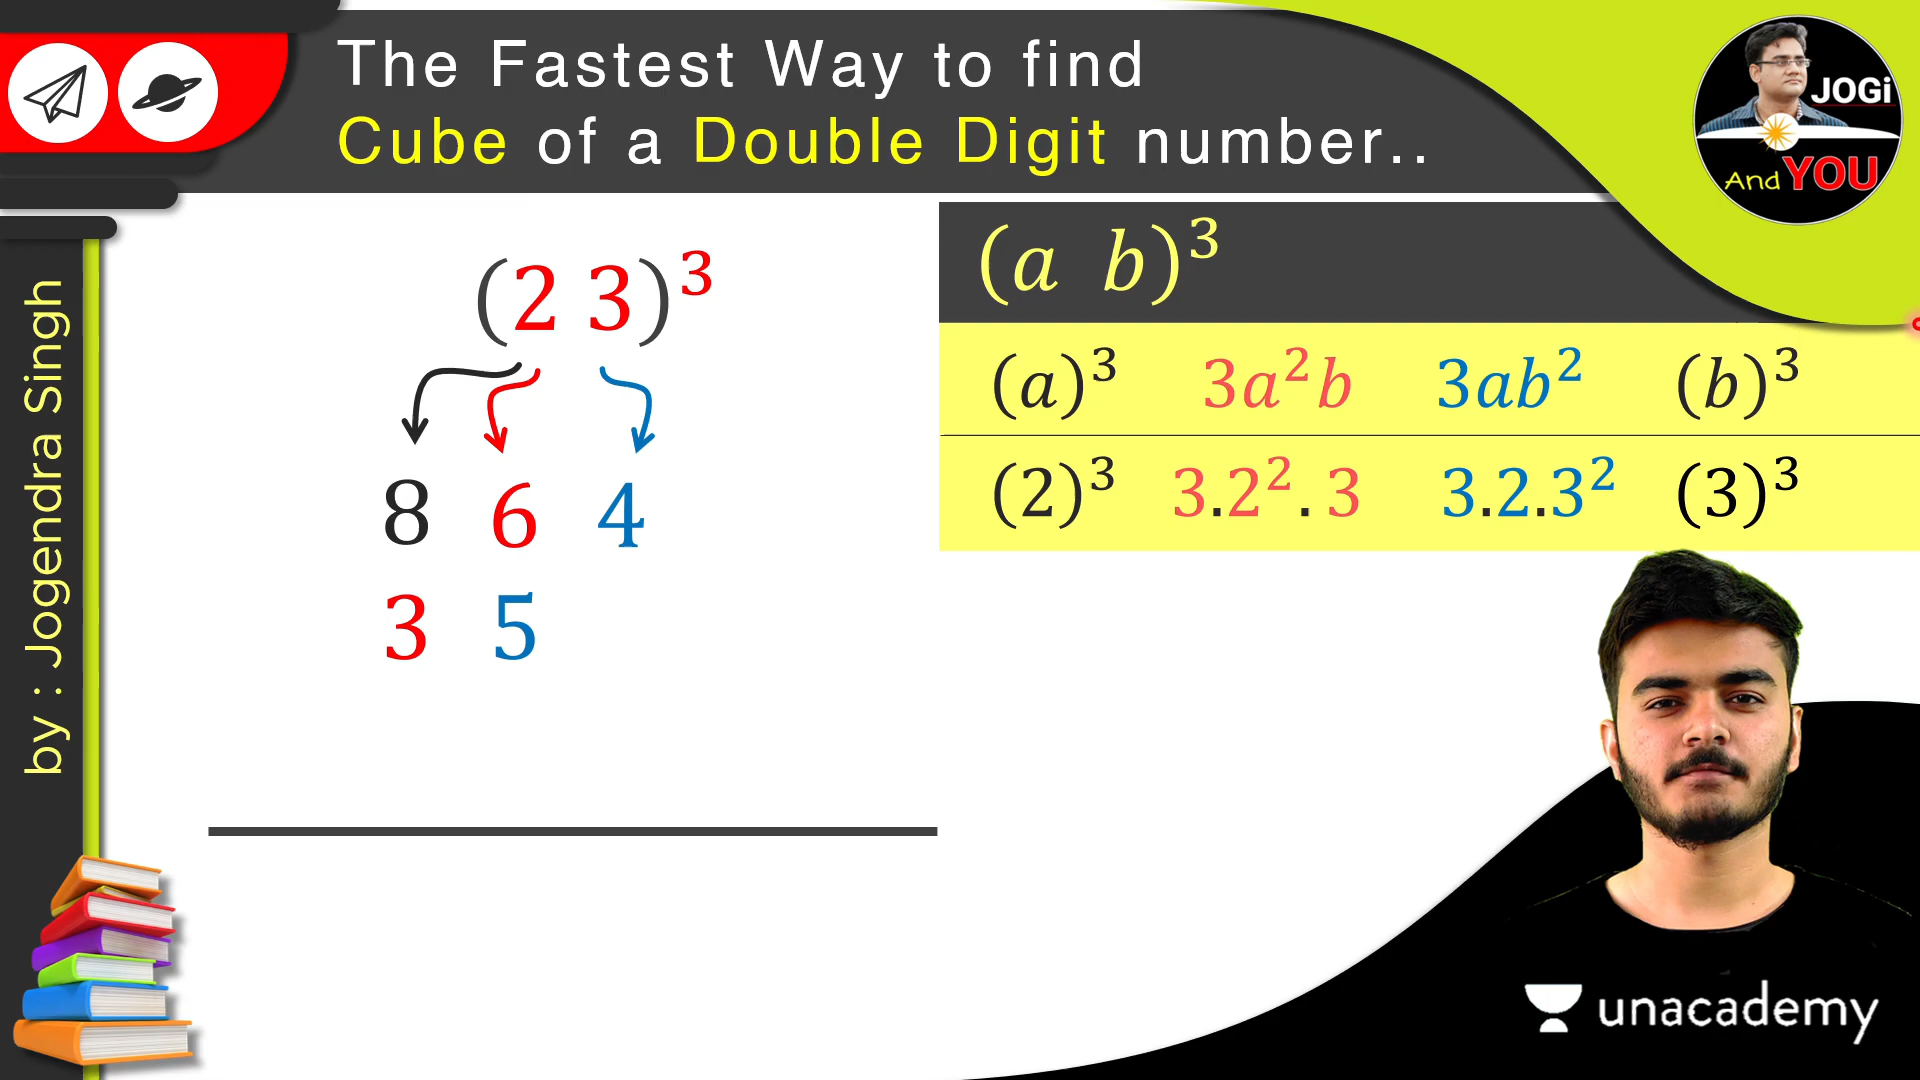 The Fastest Way to find
Cube of a Double Digit number..
JOGi
And YOU
by : Jogendra Singh
(2 3)³
8 6 4
3 5
(a b)³
(a)³ 3a²b 3ab² (b)³
(2)³ 3.2².3 3.2.3² (3)³
unacademy